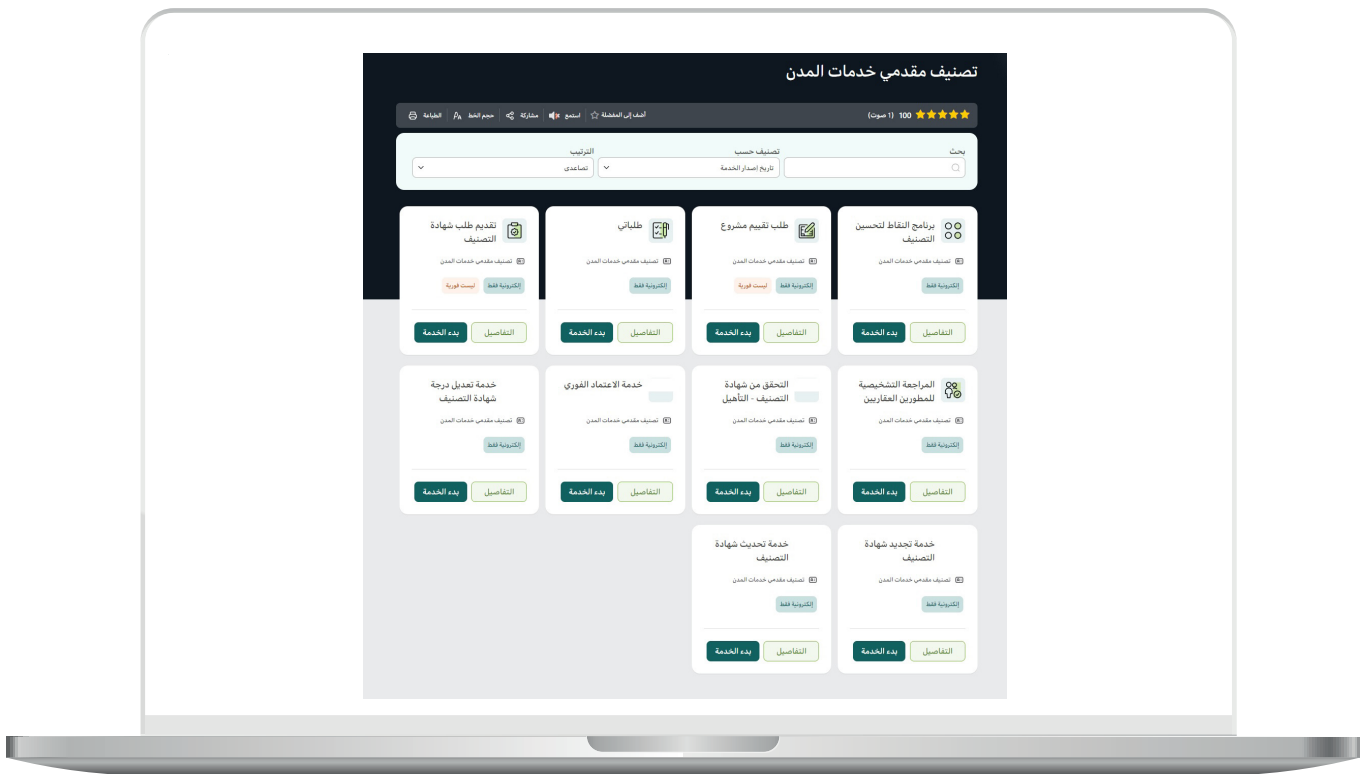 تصنيف مقدمي خدمات المدن
100 (1 صوت)
أضف إلى المفضلة
استمع
مشاركة
حجم الخط
الطباعة
بحث
تصنيف حسب
الترتيب
تاريخ إصدار الخدمة
تصاعدي
برنامج النقاط لتحسين
التصنيف
تصنيف مقدمي خدمات المدن
إلكترونية فقط
التفاصيل
بدء الخدمة
طلب تقييم مشروع
تصنيف مقدمي خدمات المدن
إلكترونية فقط
ليست فورية
التفاصيل
بدء الخدمة
طلباتي
تصنيف مقدمي خدمات المدن
إلكترونية فقط
التفاصيل
بدء الخدمة
تقديم طلب شهادة
التصنيف
تصنيف مقدمي خدمات المدن
إلكترونية فقط
ليست فورية
التفاصيل
بدء الخدمة
المراجعة التشخيصية
للمطورين العقاريين
تصنيف مقدمي خدمات المدن
إلكترونية فقط
التفاصيل
بدء الخدمة
التحقق من شهادة
التصنيف - التأهيل
تصنيف مقدمي خدمات المدن
إلكترونية فقط
التفاصيل
بدء الخدمة
خدمة الاعتماد الفوري
تصنيف مقدمي خدمات المدن
إلكترونية فقط
التفاصيل
بدء الخدمة
خدمة تعديل درجة
شهادة التصنيف
تصنيف مقدمي خدمات المدن
إلكترونية فقط
التفاصيل
بدء الخدمة
خدمة تجديد شهادة
التصنيف
تصنيف مقدمي خدمات المدن
إلكترونية فقط
التفاصيل
بدء الخدمة
خدمة تحديث شهادة
التصنيف
تصنيف مقدمي خدمات المدن
إلكترونية فقط
التفاصيل
بدء الخدمة